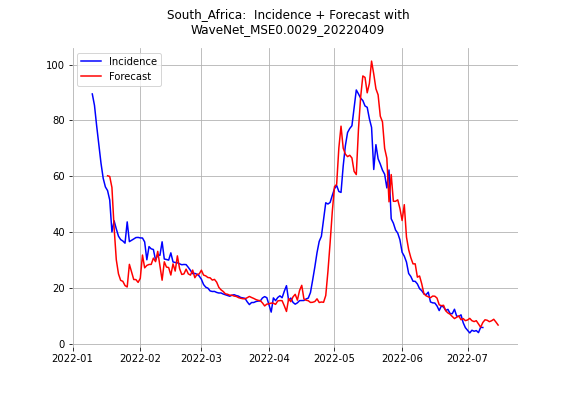 South_Africa:  Incidence + Forecast with
WaveNet_MSE0.0029_20220409
Incidence
Forecast
100
80
60
40
20
0
2022-01 2022-02 2022-03 2022-04 2022-05 2022-06 2022-07